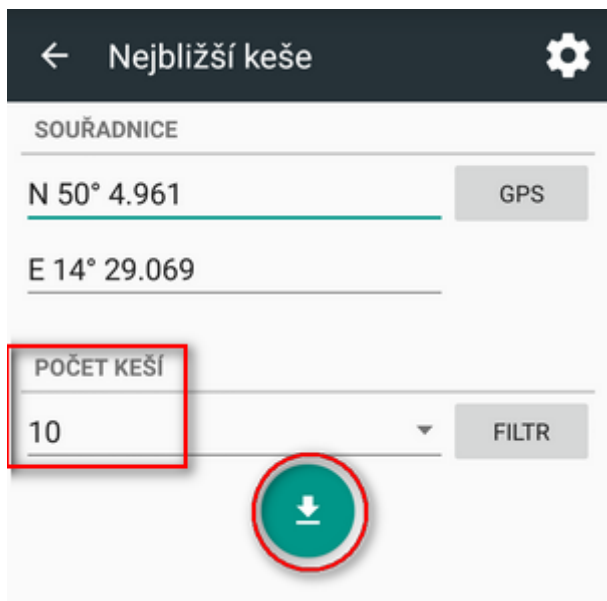 Nejbližší keše
SOUŘADNICE
N 50° 4.961
GPS
E 14° 29.069
POČET KEŠÍ
10
FILTR